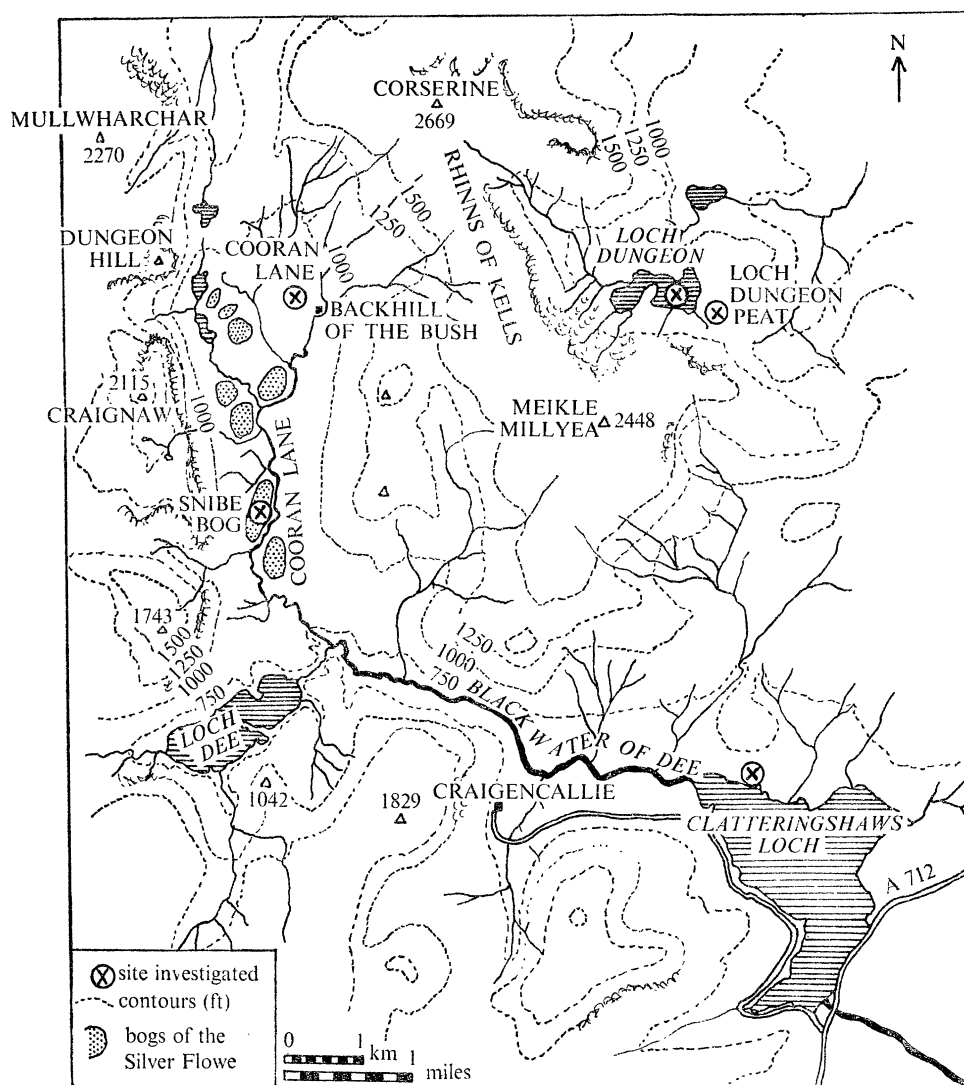 N
CORSERINE
2669
MULLWHARCHAR
2270
1000
1250
1500
RHINNS OF KELLS
1500
1250
1000
DUNGEON
HILL
COORAN
LANE
LOCH
DUNGEON
LOCH
DUNGEON
PEAT
BACKHILL
OF THE BUSH
2115
CRAIGNAW
1000
MEIKLE
MILLYEA
2448
COORAN LANE
SNIBE
BOG
1743
1500
1250
1000
750
1250
1000
750
BLACK WATER OF DEE
LOCH
DEE
1042
1829
CRAIGENCALLIE
CLATTERINGSHAWS
LOCH
A 712
site investigated
contours (ft)
bogs of the
Silver Flowe
0 1
km 1
miles